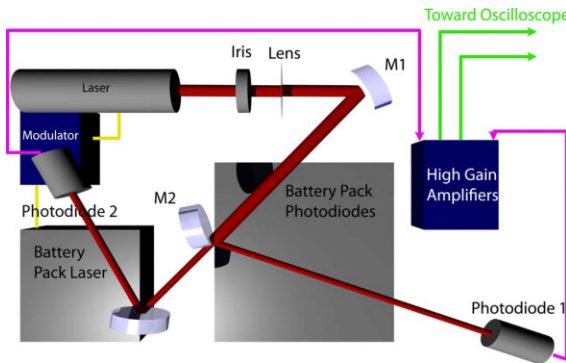 Toward Oscilloscope
Iris
Lens
M1
Laser
Modulator
High Gain
Amplifiers
M2
Battery Pack
Photodiodes
Photodiode 2
Battery
Pack Laser
Photodiode 1